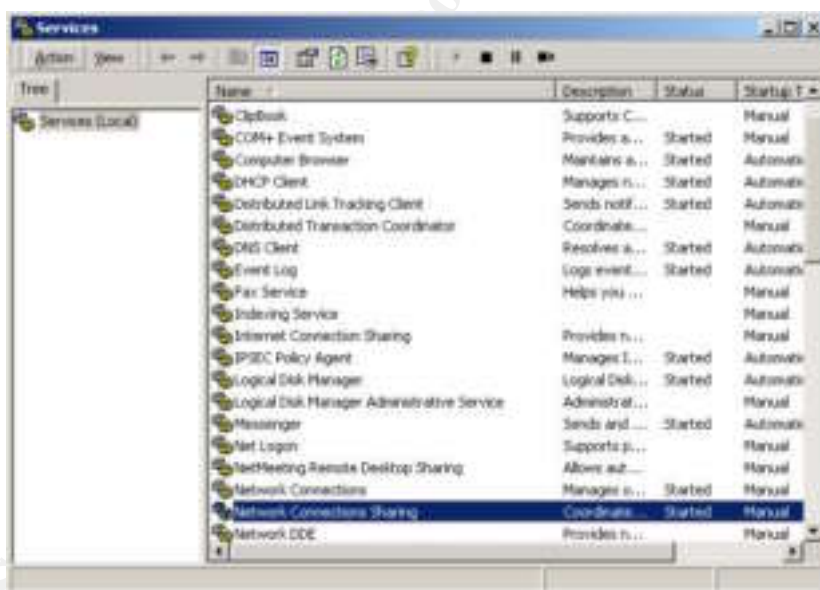 Services
Action View
Tree
Name Description Status Startup T
Services (Local)
ClipBook Supports C... Manual
COM+ Event System Provides a... Started Manual
Computer Browser Maintains a... Started Automatic
DHCP Client Manages n... Started Automatic
Distributed Link Tracking Client Sends notif... Started Automatic
Distributed Transaction Coordinator Coordinate... Manual
DNS Client Resolves a... Started Automatic
Event Log Logs event... Started Automatic
Fax Service Helps you ... Manual
Indexing Service Manual
Internet Connection Sharing Provides n... Manual
IPSEC Policy Agent Manages I... Started Automatic
Logical Disk Manager Logical Disk... Started Automatic
Logical Disk Manager Administrative Service Administrat... Manual
Messenger Sends and ... Started Automatic
Net Logon Supports p... Manual
NetMeeting Remote Desktop Sharing Allows aut... Manual
Network Connections Manages o... Started Manual
Network Connections Sharing Coordinate... Started Manual
Network DDE Provides n... Manual